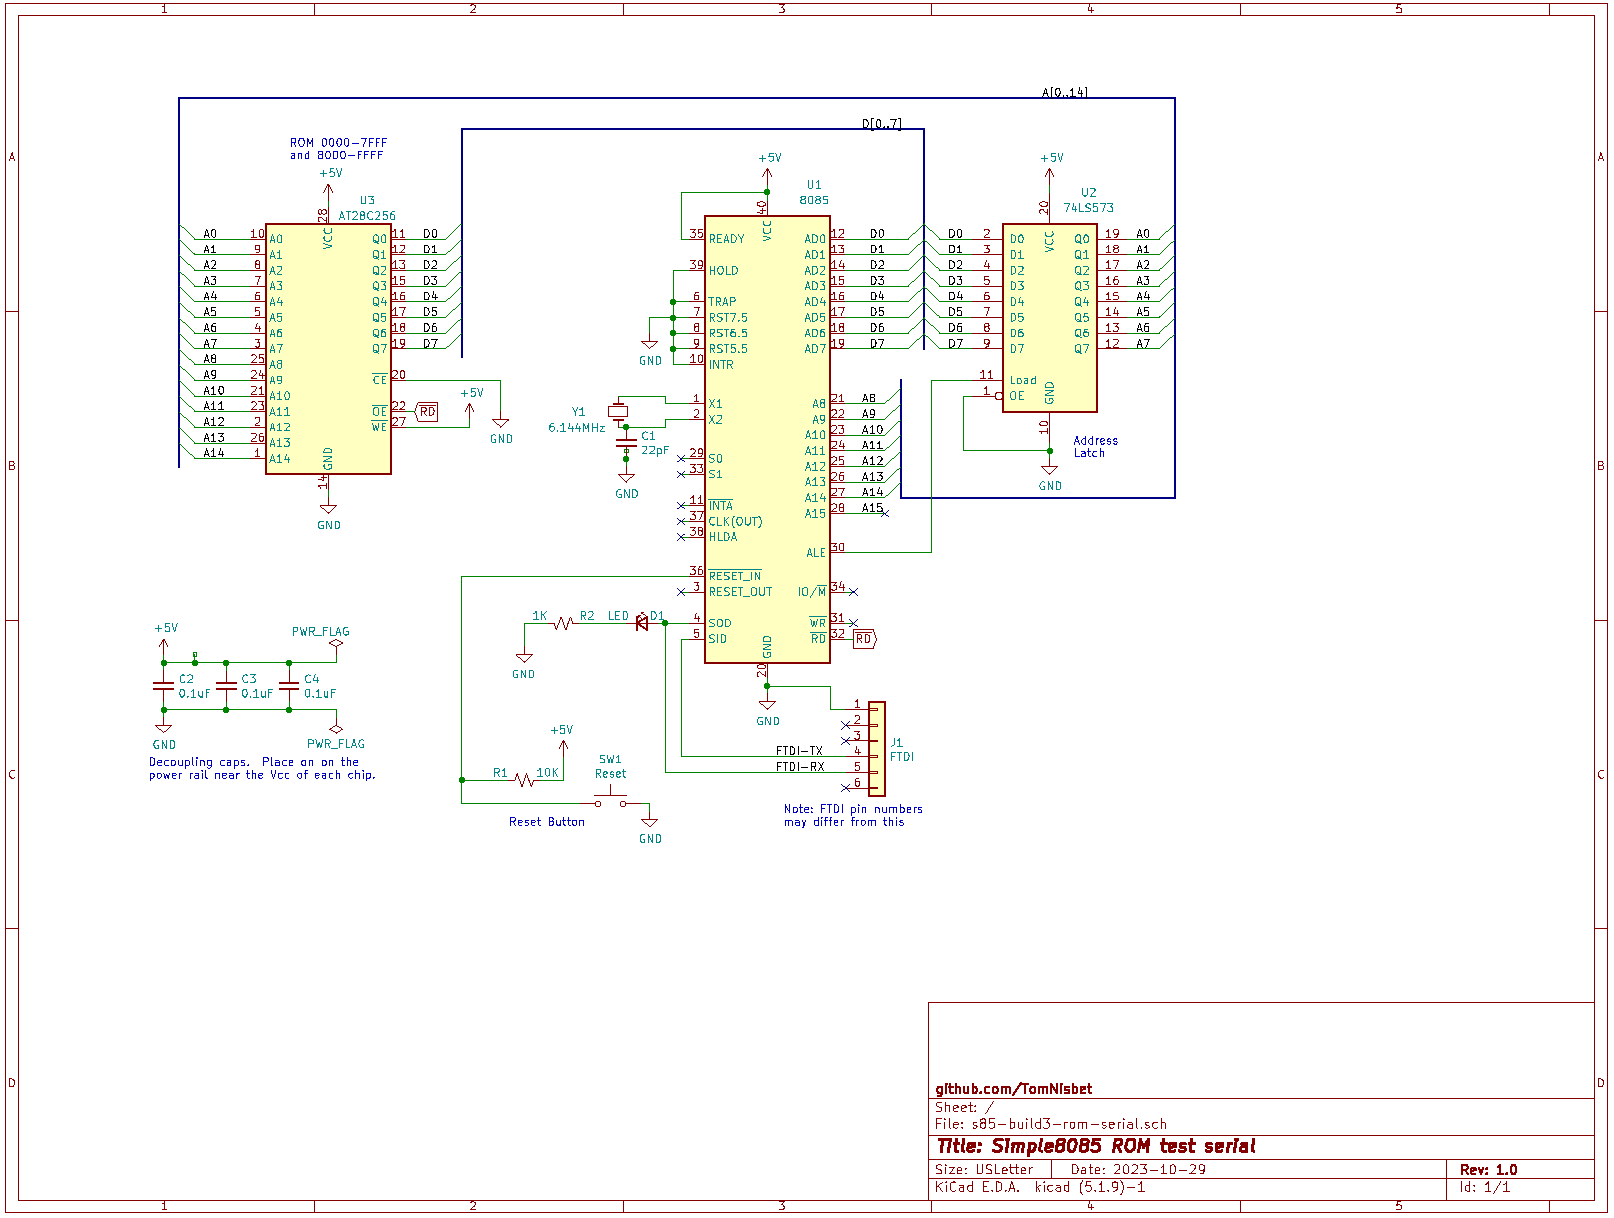 1 2 3 4 5
A
B
C
D
A[0..14]
D[0..7]
ROM 0000-7FFF
and 8000-FFFF
+5V
U3
AT28C256
28
VCC
A0 10 A0
A1 9 A1
A2 8 A2
A3 7 A3
A4 6 A4
A5 5 A5
A6 4 A6
A7 3 A7
A8 25 A8
A9 24 A9
A10 21 A10
A11 23 A11
A12 2 A12
A13 26 A13
A14 1 A14
Q0 11 D0
Q1 12 D1
Q2 13 D2
Q3 15 D3
Q4 16 D4
Q5 17 D5
Q6 18 D6
Q7 19 D7
CE 20
OE 22 RD
WE 27
+5V
GND
GND
14
GND
+5V
U1
8085
40
VCC
35 READY
39 HOLD
6 TRAP
7 RST7.5
8 RST6.5
9 RST5.5
10 INTR
GND
1 X1
2 X2
Y1
6.144MHz
C1
22pF
GND
29 S0
33 S1
11 INTA
37 CLK(OUT)
38 HLDA
36 RESET_IN
3 RESET_OUT
4 SOD
5 SID
AD0 12 D0
AD1 13 D1
AD2 14 D2
AD3 15 D3
AD4 16 D4
AD5 17 D5
AD6 18 D6
AD7 19 D7
A8 21 A8
A9 22 A9
A10 23 A10
A11 24 A11
A12 25 A12
A13 26 A13
A14 27 A14
A15 28 A15
ALE 30
IO/M 34
WR 31
RD 32 RD
GND
20
GND
+5V
U2
74LS573
20
VCC
D0 2 D0
D1 3 D1
D2 4 D2
D3 5 D3
D4 6 D4
D5 7 D5
D6 8 D6
D7 9 D7
11 Load
1 OE
Q0 19 A0
Q1 18 A1
Q2 17 A2
Q3 16 A3
Q4 15 A4
Q5 14 A5
Q6 13 A6
Q7 12 A7
GND
10
Address
Latch
GND
1K R2 LED D1
GND
+5V
PWR_FLAG
C2
0.1uF
C3
0.1uF
C4
0.1uF
GND
PWR_FLAG
Decoupling caps. Place on on the
power rail near the Vcc of each chip.
+5V
R1 10K
SW1
Reset
Reset Button
GND
1
2
3
FTDI-TX 4
FTDI-RX 5
6
J1
FTDI
Note: FTDI pin numbers
may differ from this
github.com/TomNisbet
Sheet: /
File: s85-build3-rom-serial.sch
Title: Simple8085 ROM test serial
Size: USLetter Date: 2023-10-29 Rev: 1.0
KiCad E.D.A. kicad (5.1.9)-1 Id: 1/1
A
B
C
D
1 2 3 4 5